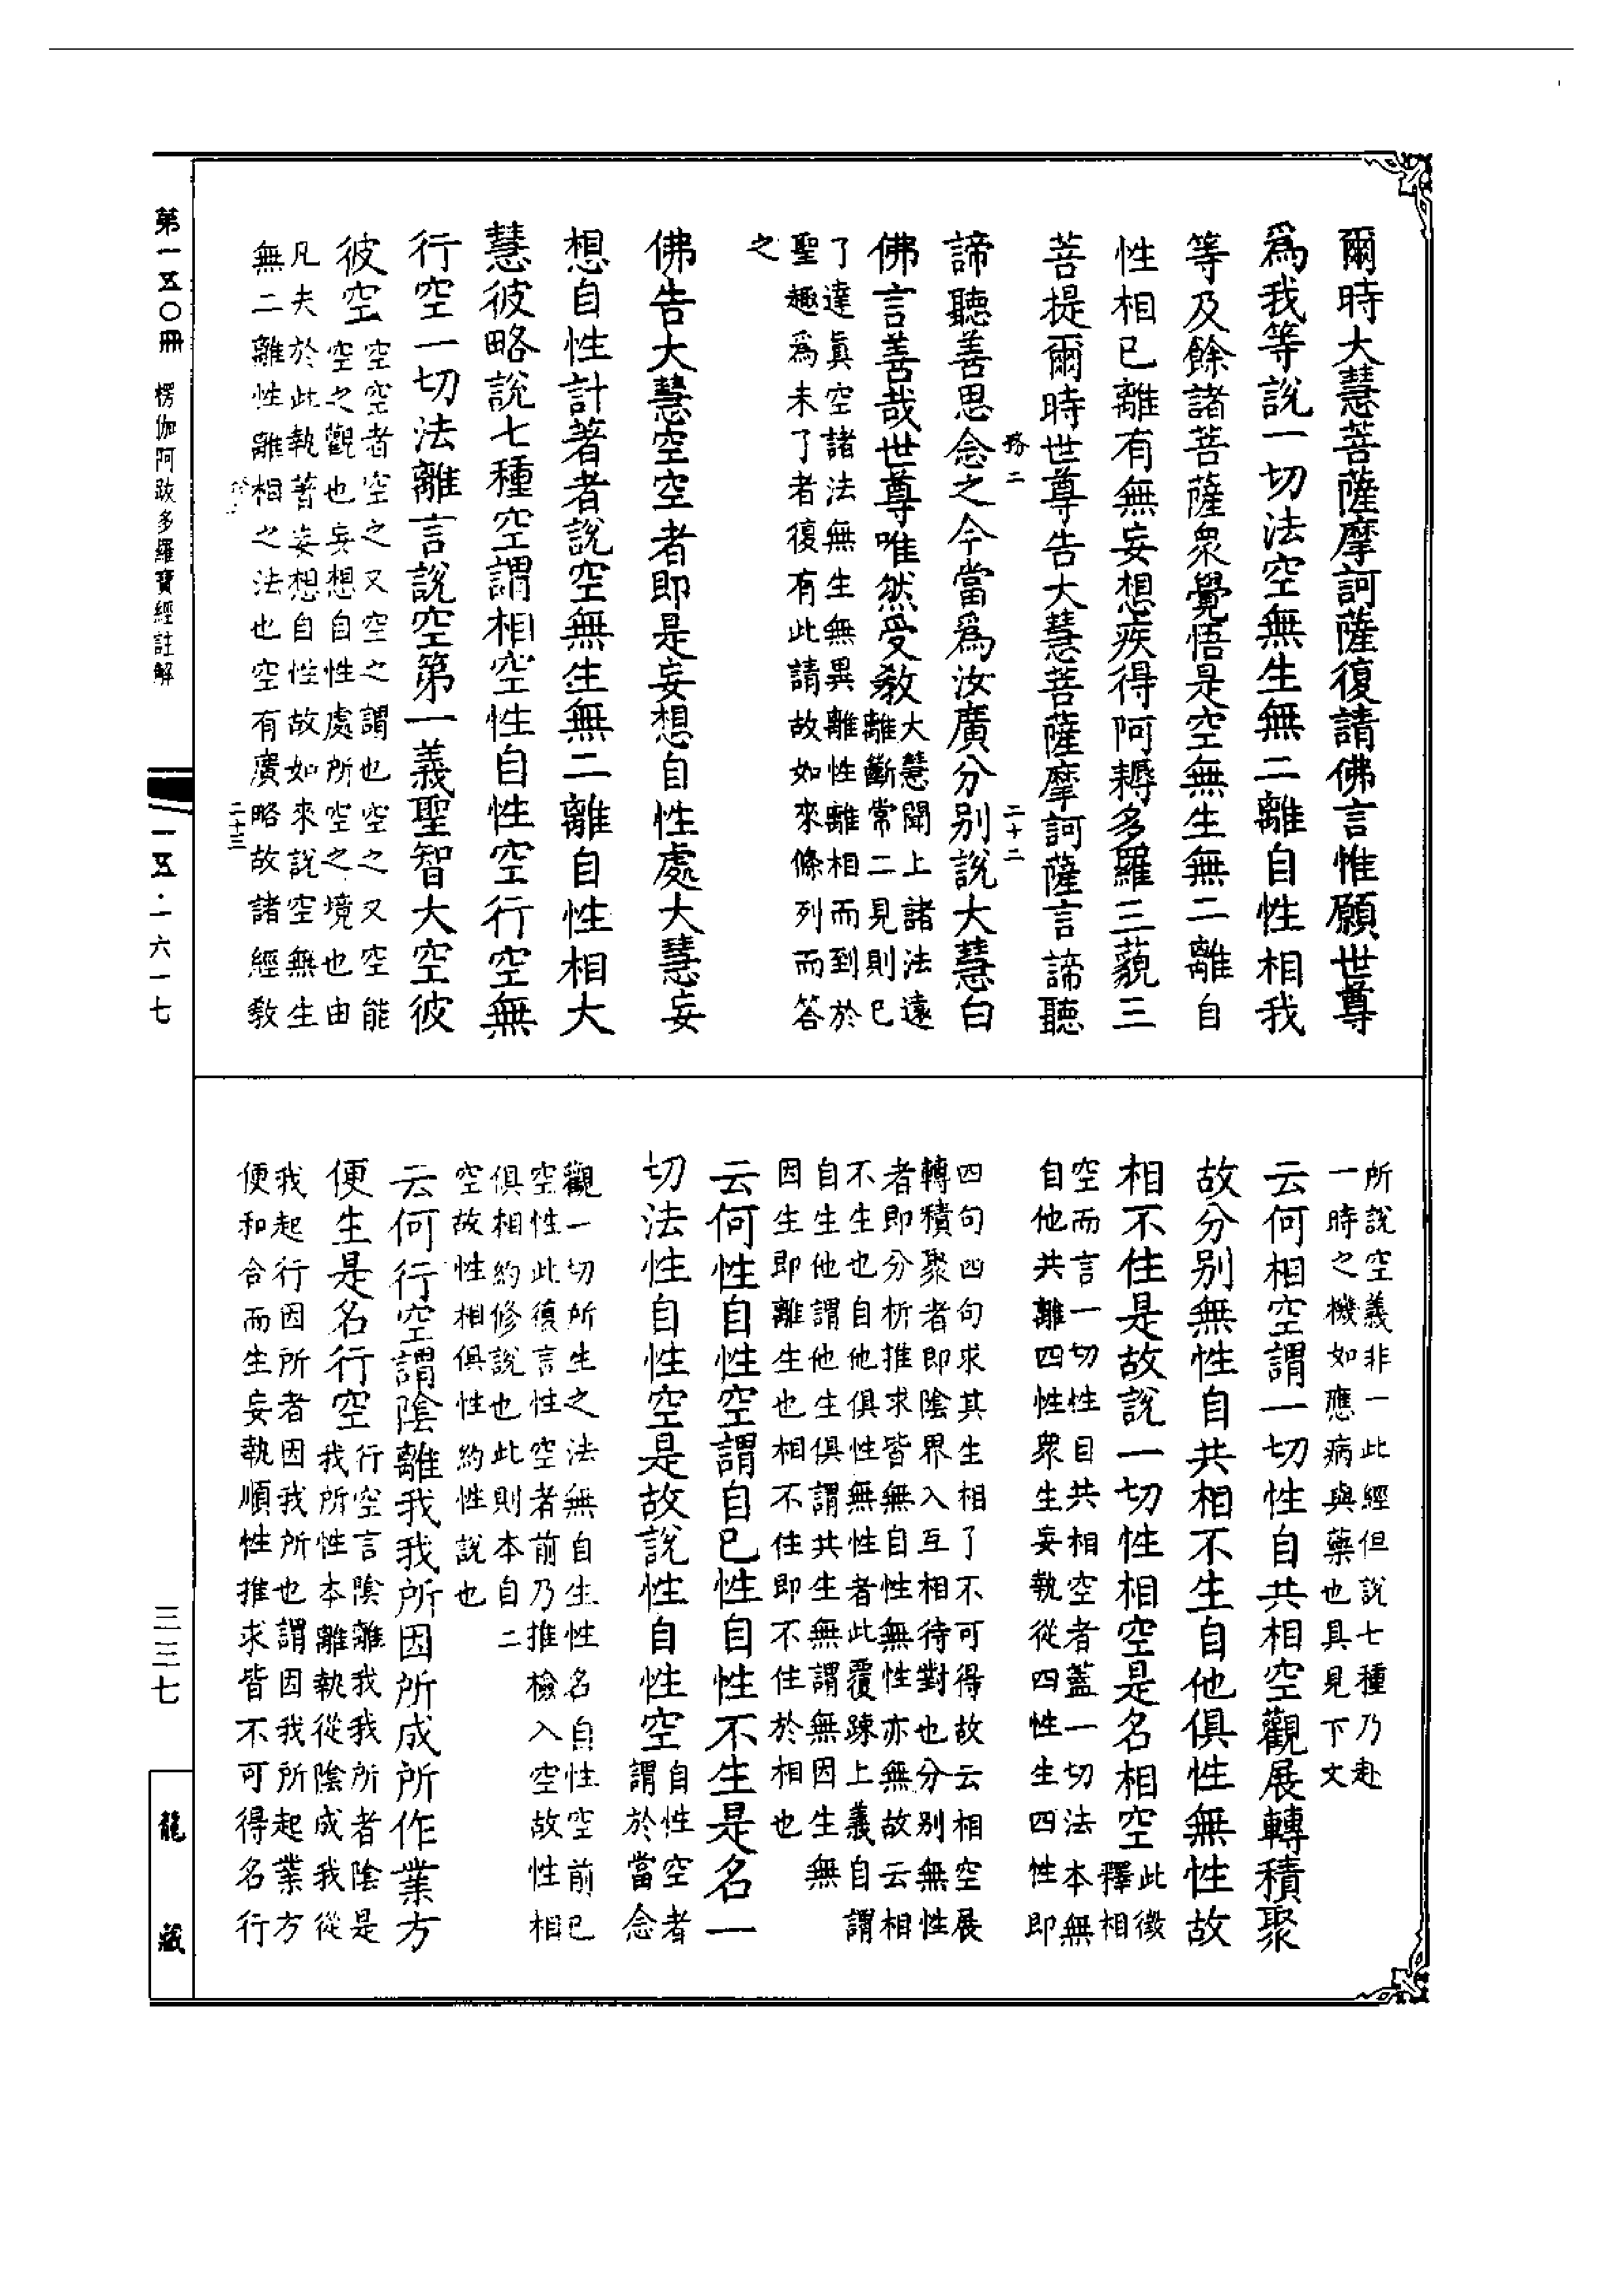 爾時大慧菩薩摩訶薩復請佛言惟願世尊
爲我等說一切法空無生無二離自性相我
等及餘諸菩薩眾覺悟是空無生無二離自
性相已離有無妄想疾得阿耨多羅三藐三
菩提爾時世尊告大慧菩薩摩訶薩言諦聽
務二
二十二
諦聽善思念之今當爲汝廣分別說大慧白
佛言善哉世尊唯然受教
大慧聞上諸法遠
離斷常二見則已
了達眞空諸法無生無異離性離相而到於
聖趣爲未了者復有此請故如來條列而答
之
佛告大慧空空者即是妄想自性處大慧妄
想自性計著者說空無生無二離自性相大
慧彼略說七種空謂相空性自性空行空無
行空一切法離言說空第一義聖智大空彼
彼空
空空者空之又空之謂也空之又空能
空之觀也妄想自性處所空之境也由
凡夫於此執著妄想自性故如來說空無生
無二離性離相之法也空有廣略故諸經敎
二十三
第一五〇冊
楞伽阿跋多羅寶經註解
一五·一六一七
所說空義非一此經但說七種乃赴
一時之機如應病與藥也具見下文
云何相空謂一切性自共相空觀展轉積聚
故分別無性自共相不生自他俱性無性故
相不住是故說一切性相空是名相空
此徵
釋相
空而言一切性自共相空者蓋一切法本無
自他共離四性眾生妄執從四性生四性即
四句四句求其生相了不可得故云相空展
轉積聚者即陰界入互相待對也分別無性
者即分析推求皆無自性無性亦無故云相
不生也自他俱性無性者此覆踈上義自謂
自生他謂他生俱謂共生無謂無因生無
因生即離生也相不住即不住於相也
云何性自性空謂自已性自性不生是名一
切法性自性空是故說性自性空
自性空者
謂於當念
觀一切所生之法無自生性名自性空前已
空性此復言性空者前乃推檢入空故性相
俱相約修說也此則本自二
空故性相俱性約性說也
云何行空謂陰離我我所因所成所作業方
便生是名行空
行空言陰離我我所者陰是
我所性本離執從陰成我從
我起行因所者因我所也謂因我所起業方
便和合而生妄執順性推求皆不可得名行
三三七
龍藏